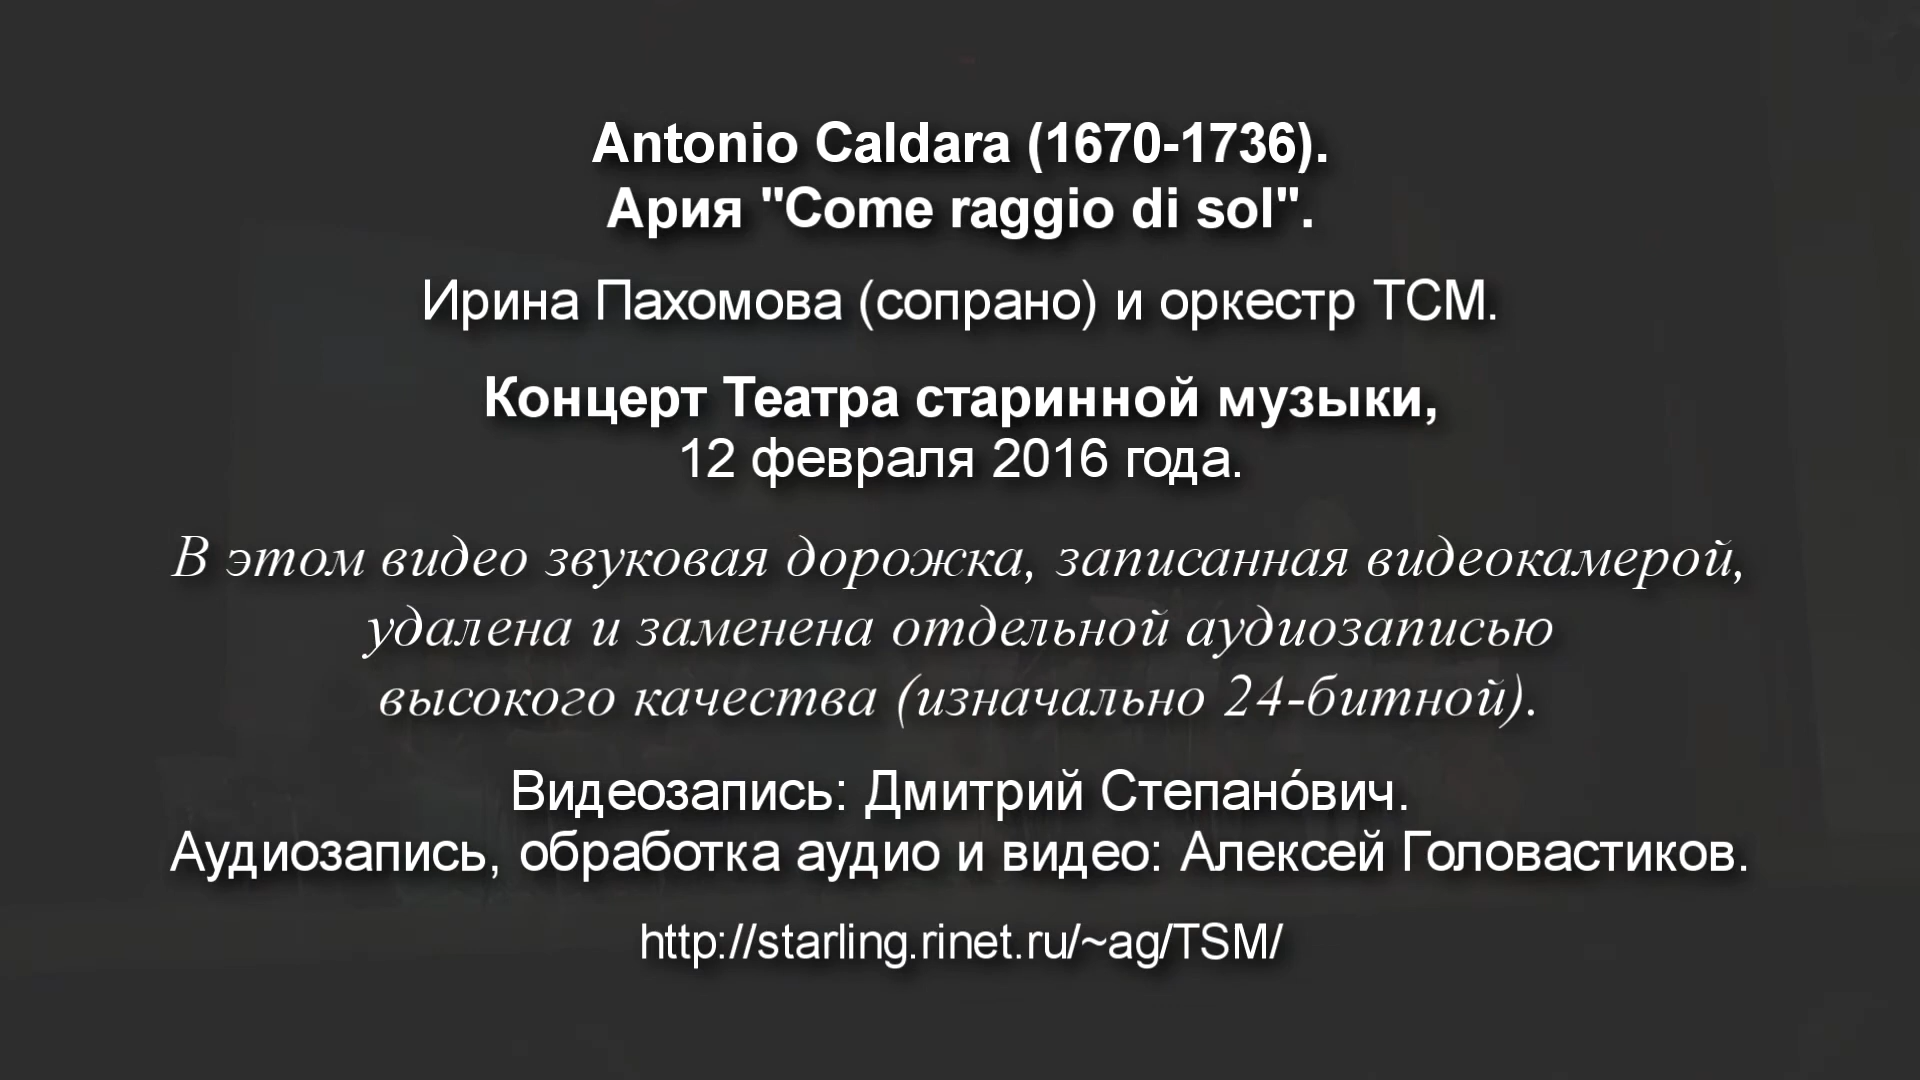 Antonio Caldara (1670-1736).
Ария "Come raggio di sol".
Ирина Пахомова (сопрано) и оркестр ТСМ.
Концерт Театра старинной музыки,
12 февраля 2016 года.
В этом видео звуковая дорожка, записанная видеокамерой,
удалена и заменена отдельной аудиозаписью
высокого качества (изначально 24-битной).
Видеозапись: Дмитрий Степано́вич.
Аудиозапись, обработка аудио и видео: Алексей Головастиков.
http://starling.rinet.ru/~ag/TSM/